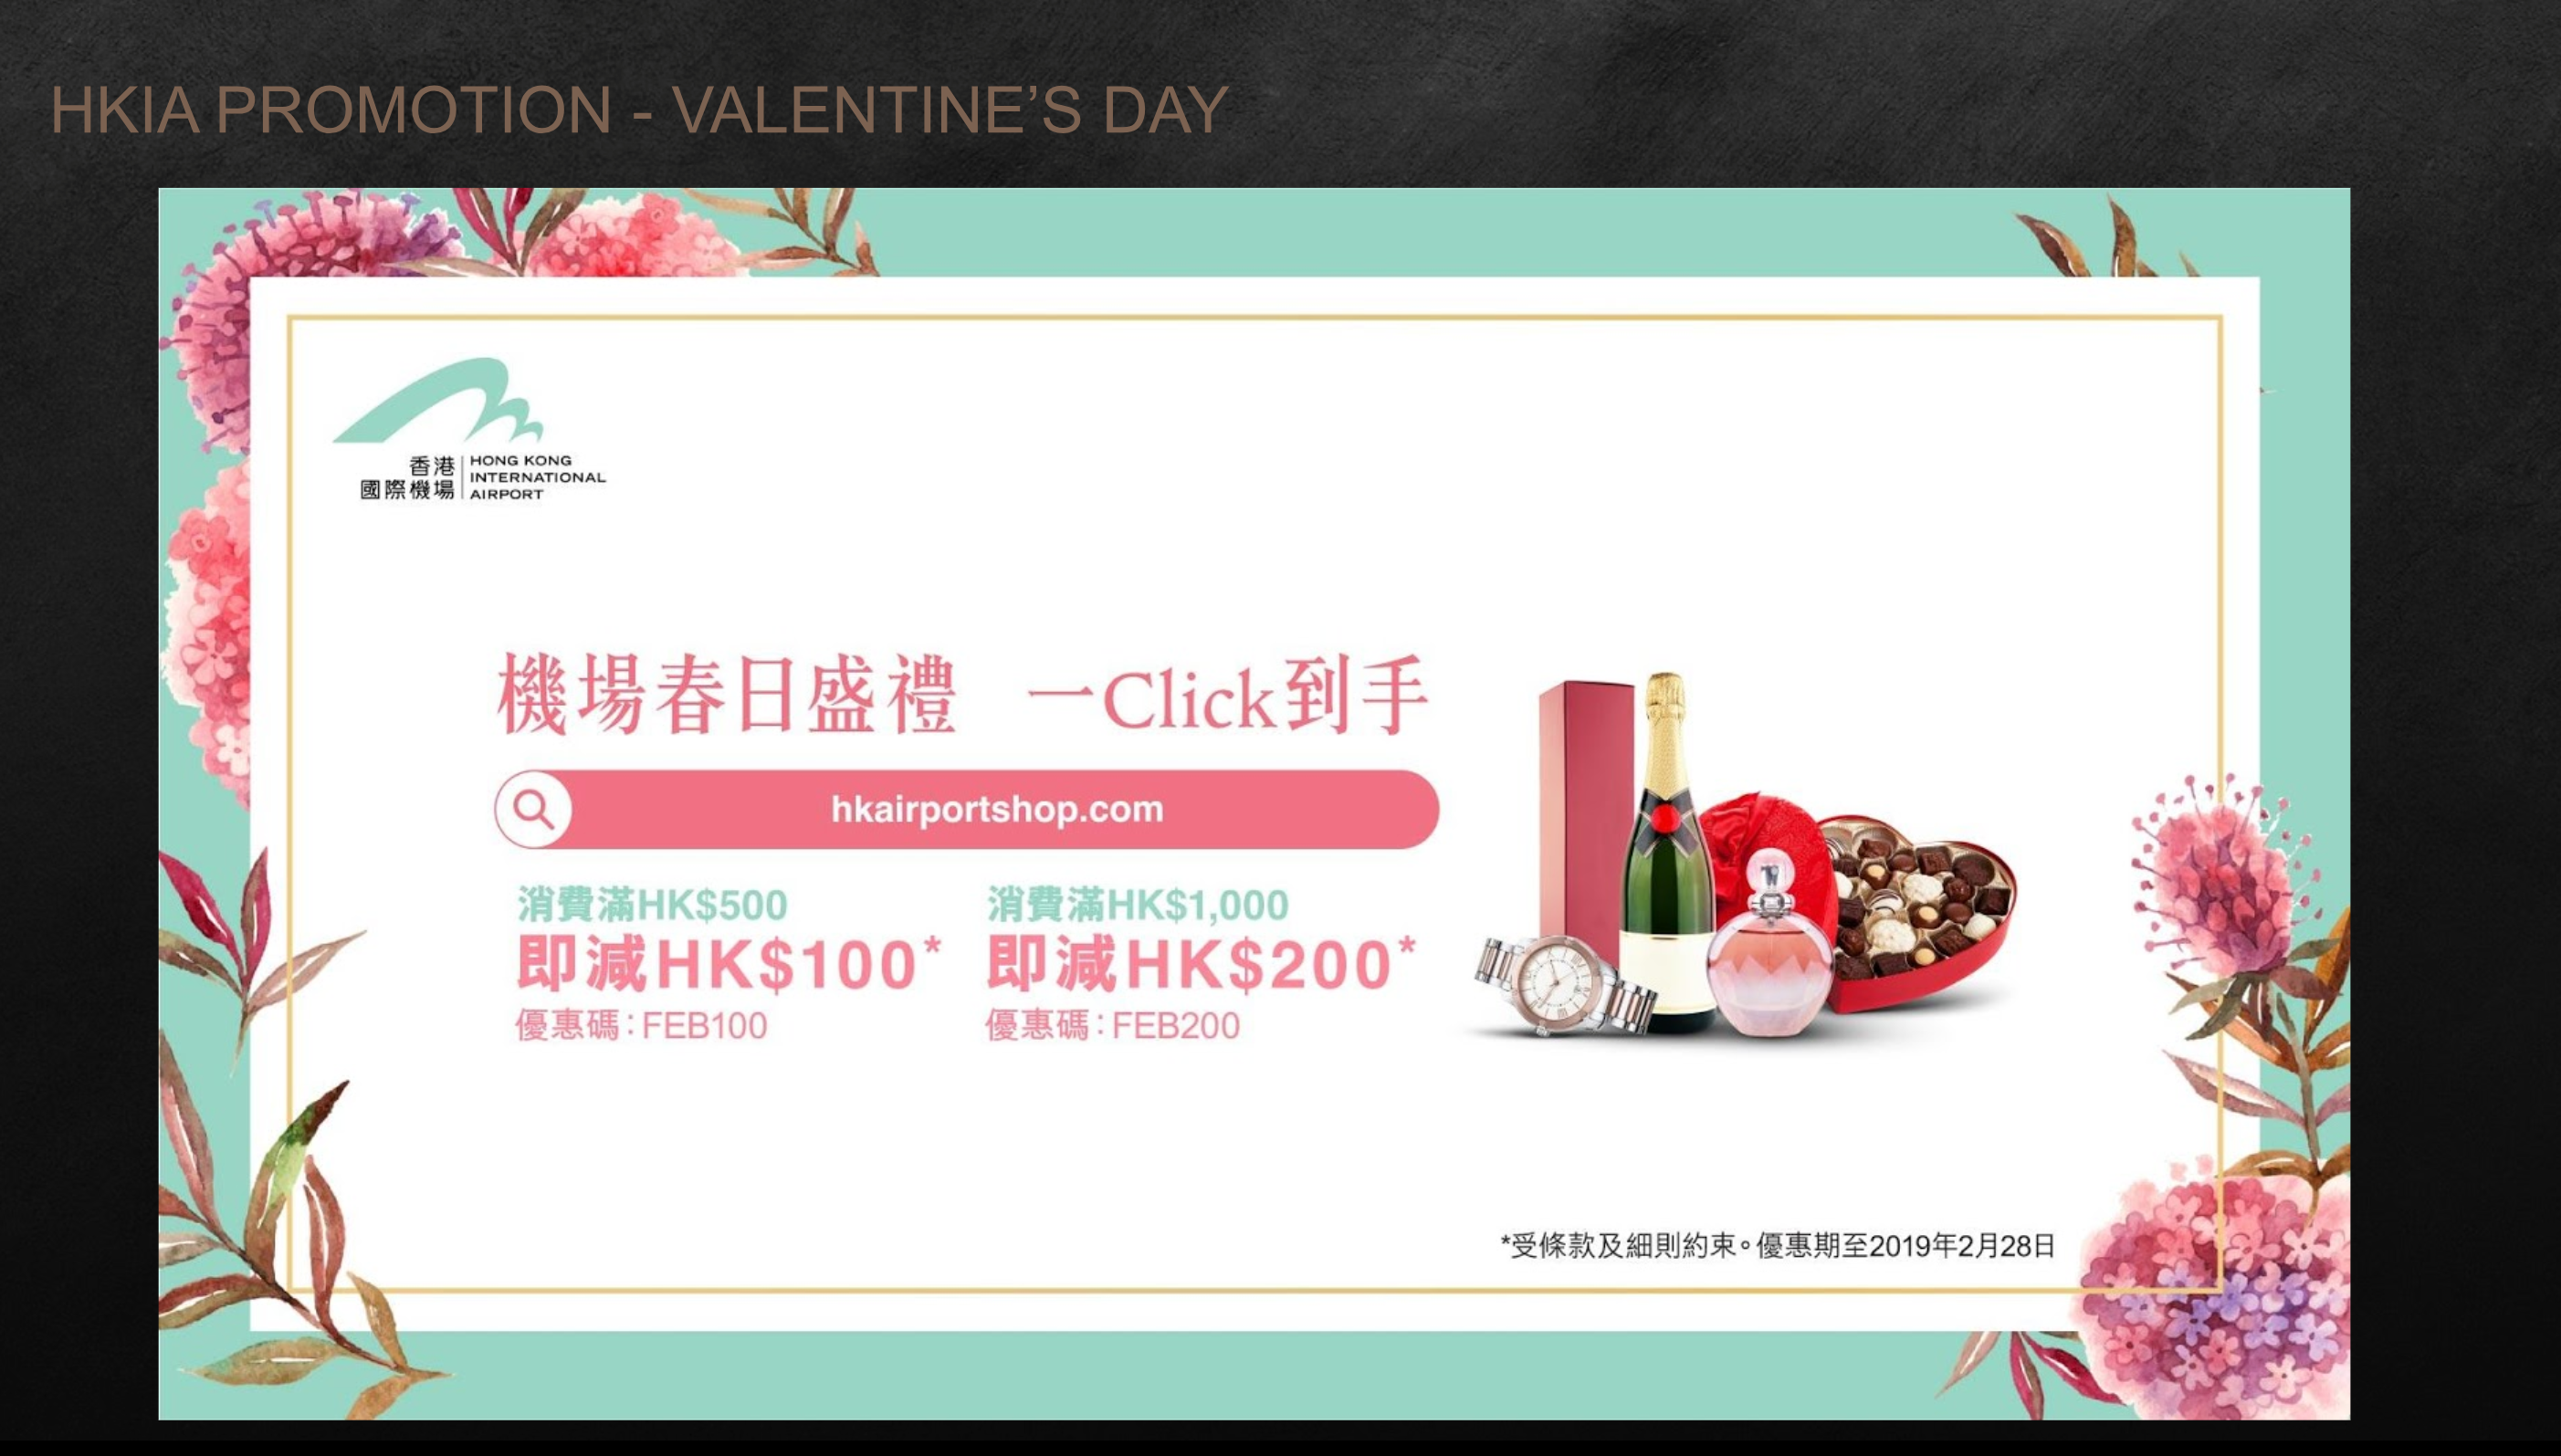 HKIA PROMOTION - VALENTINE’S DAY
香港
國際機場
HONG KONG
INTERNATIONAL
AIRPORT
機場春日盛禮 一Click到手
hkairportshop.com
消費滿HK$500
即減HK$100*
優惠碼：FEB100
消費滿HK$1,000
即減HK$200*
優惠碼：FEB200
*受條款及細則約束。優惠期至2019年2月28日